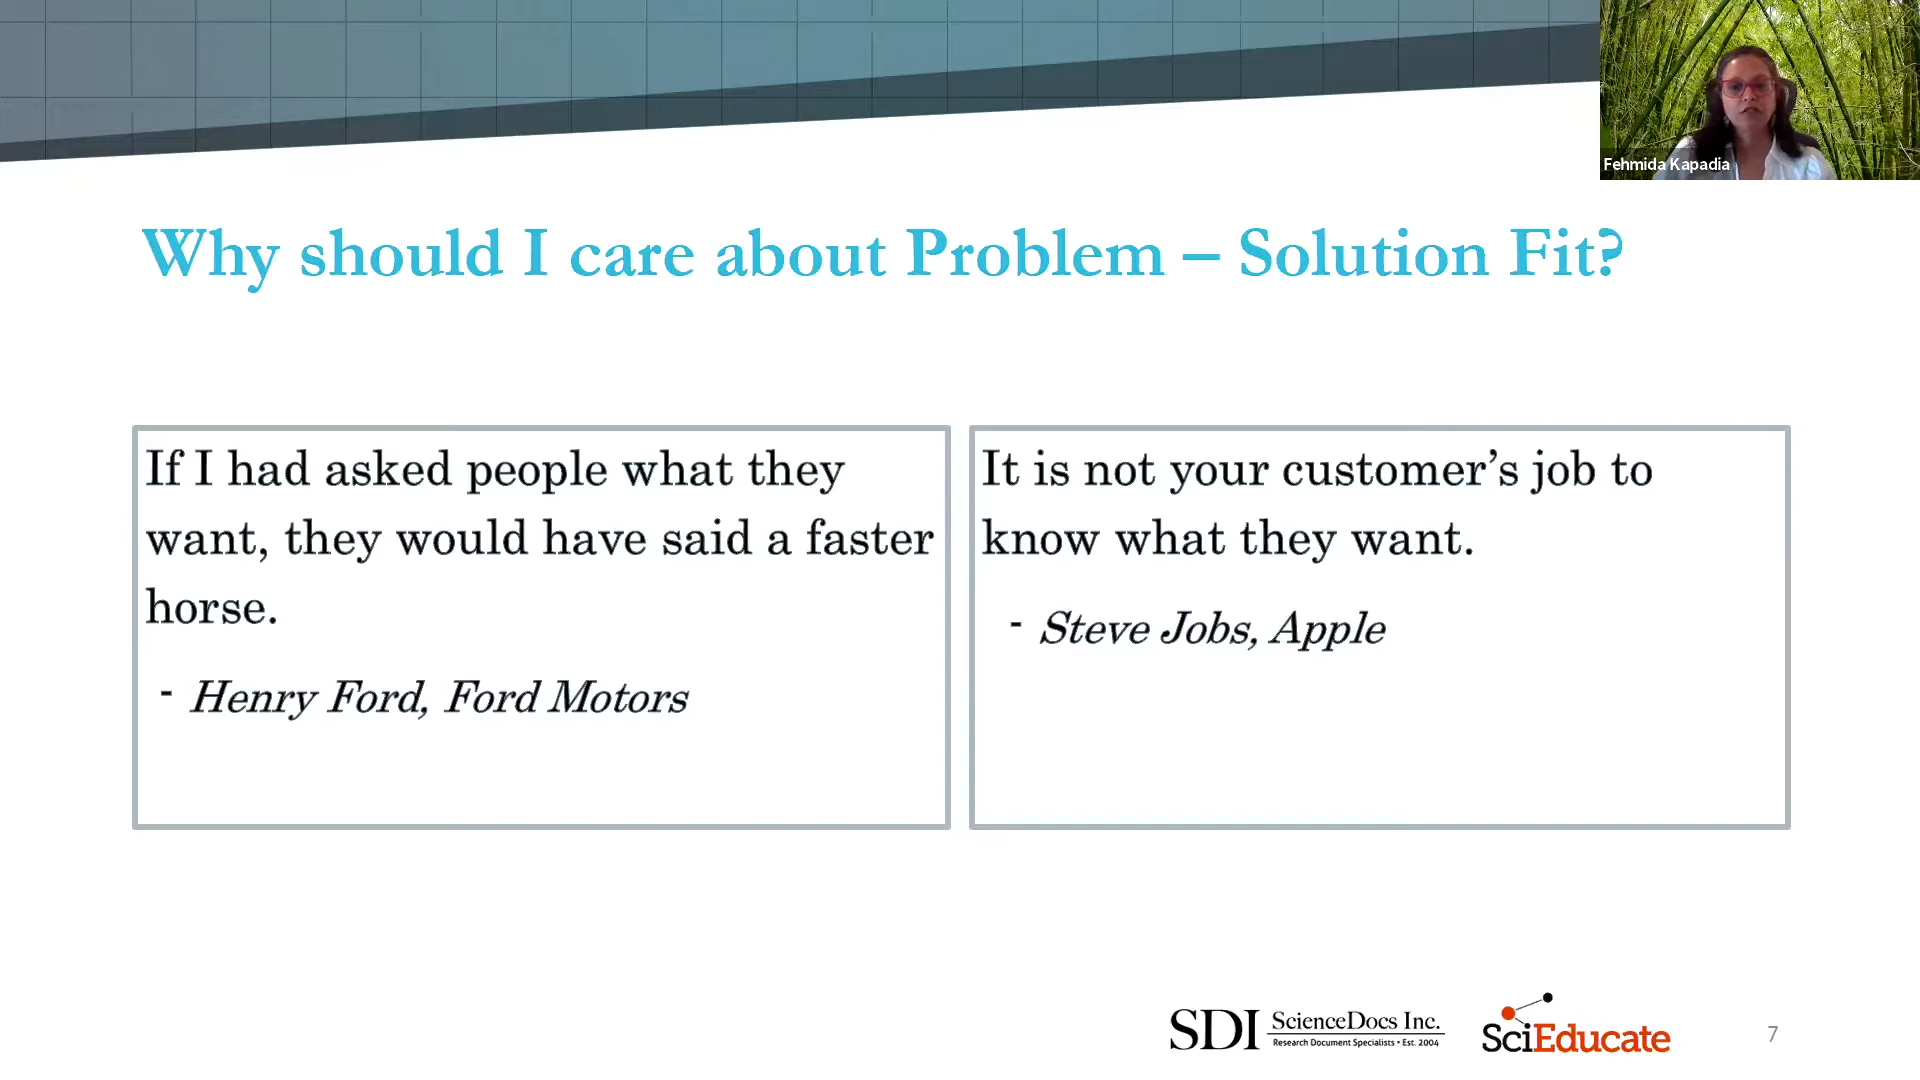 Fehmida Kapadia
Why should I care about Problem – Solution Fit?
If I had asked people what they
want, they would have said a faster
horse.
- Henry Ford, Ford Motors
It is not your customer’s job to
know what they want.
- Steve Jobs, Apple
SDI ScienceDocs Inc.
Research Document Specialists • Est. 2004
SciEducate
7